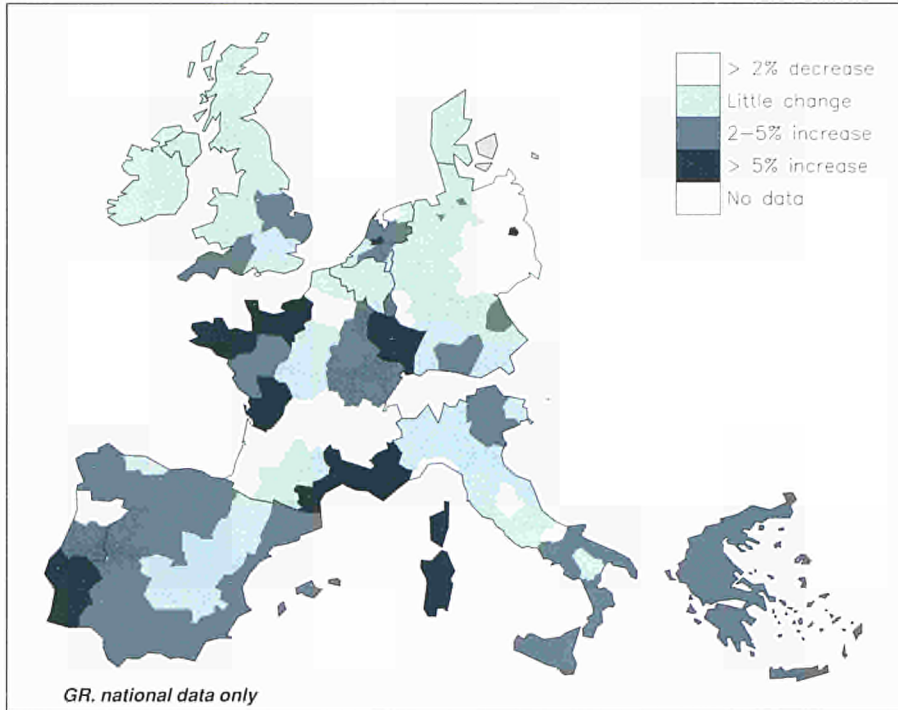 > 2% decrease
Little change
2–5% increase
> 5% increase
No data
GR. national data only